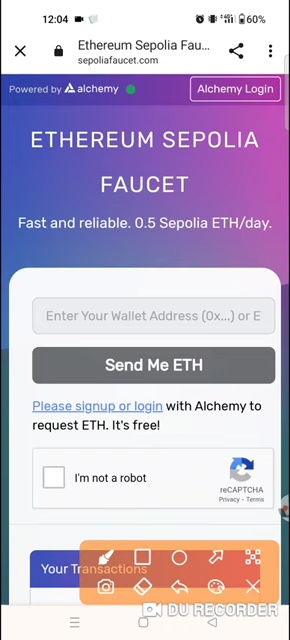 12:04 60%
Ethereum Sepolia Fau...
sepoliafaucet.com
Powered by alchemy
Alchemy Login
ETHEREUM SEPOLIA
FAUCET
Fast and reliable. 0.5 Sepolia ETH/day.
Enter Your Wallet Address (0x...) or E
Send Me ETH
Please signup or login with Alchemy to
request ETH. It's free!
I'm not a robot
reCAPTCHA
Privacy - Terms
Your Transactions
DU RECORDER